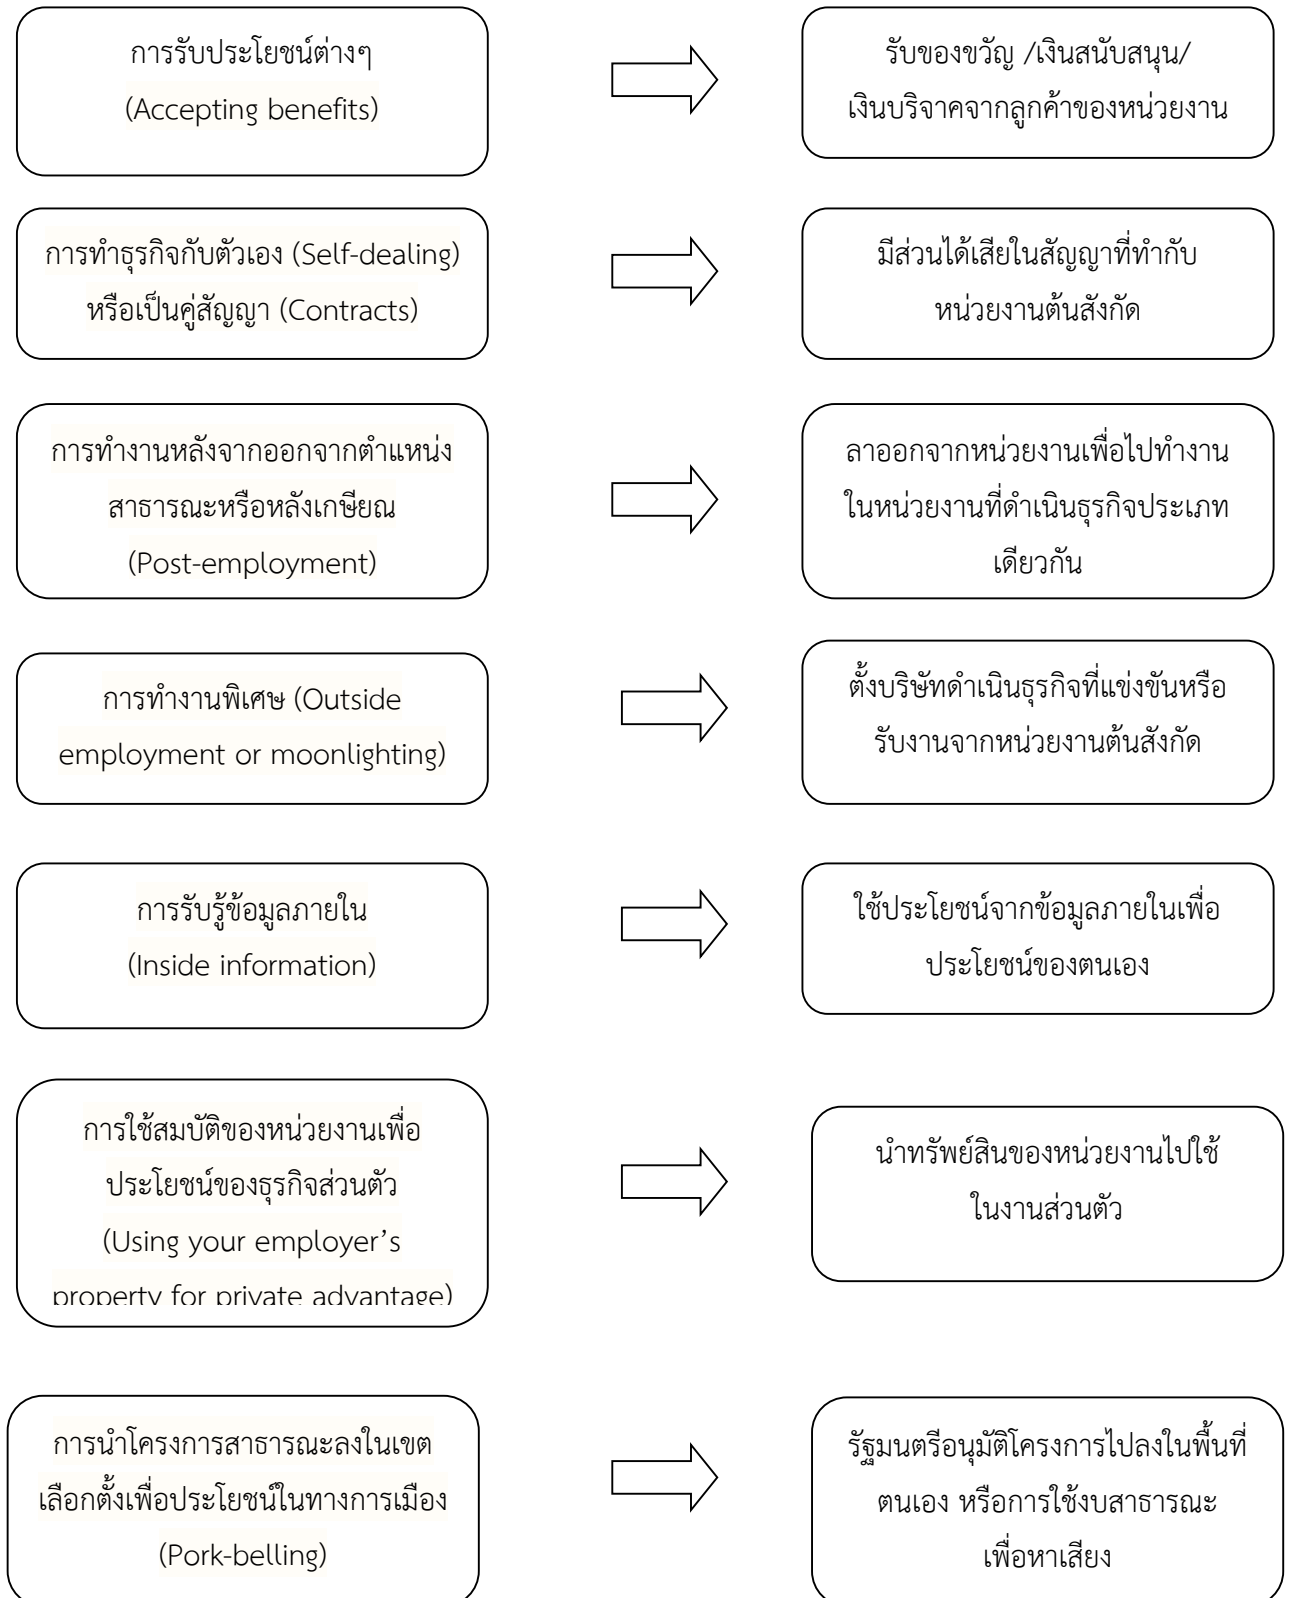 การรับประโยชน์ต่างๆ
(Accepting benefits)
รับของขวัญ /เงินสนับสนุน/
เงินบริจาคจากลูกค้าของหน่วยงาน
การทำธุรกิจกับตัวเอง (Self-dealing)
หรือเป็นคู่สัญญา (Contracts)
มีส่วนได้เสียในสัญญาที่ทำกับ
หน่วยงานต้นสังกัด
การทำงานหลังจากออกจากตำแหน่ง
สาธารณะหรือหลังเกษียณ
(Post-employment)
ลาออกจากหน่วยงานเพื่อไปทำงาน
ในหน่วยงานที่ดำเนินธุรกิจประเภท
เดียวกัน
การทำงานพิเศษ (Outside
employment or moonlighting)
ตั้งบริษัทดำเนินธุรกิจที่แข่งขันหรือ
รับงานจากหน่วยงานต้นสังกัด
การรับรู้ข้อมูลภายใน
(Inside information)
ใช้ประโยชน์จากข้อมูลภายในเพื่อ
ประโยชน์ของตนเอง
การใช้สมบัติของหน่วยงานเพื่อ
ประโยชน์ของธุรกิจส่วนตัว
(Using your employer’s
property for private advantage)
นำทรัพย์สินของหน่วยงานไปใช้
ในงานส่วนตัว
การนำโครงการสาธารณะลงในเขต
เลือกตั้งเพื่อประโยชน์ในทางการเมือง
(Pork-belling)
รัฐมนตรีอนุมัติโครงการไปลงในพื้นที่
ตนเอง หรือการใช้งบสาธารณะ
เพื่อหาเสียง